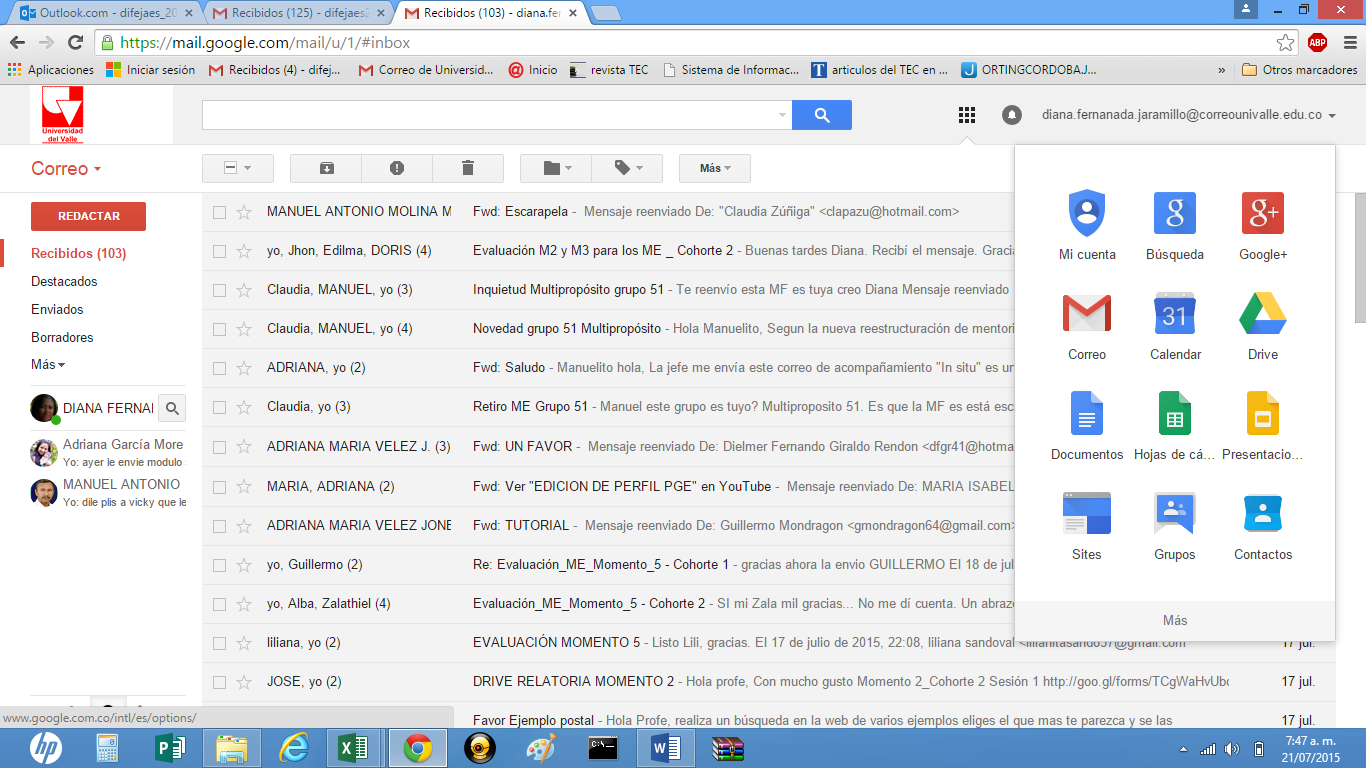 Outlook.com - difejaes_20
Recibidos (125) - difejaes2
Recibidos (103) - diana.fer
https://mail.google.com/mail/u/1/#inbox
ABP
Aplicaciones
Iniciar sesión
Recibidos (4) - difej...
Correo de Universid...
Inicio
revista TEC
Sistema de Informac...
articulos del TEC en ...
ORTINGCORDOBA.J...
»
Otros marcadores
Universidad
del Valle
diana.fernanada.jaramillo@correounivalle.edu.co
Correo
Más
REDACTAR
Recibidos (103)
Destacados
Enviados
Borradores
Más
DIANA FERNAN
Adriana García More
Yo: ayer le envie modulo
MANUEL ANTONIO
Yo: dile plis a vicky que le
MANUEL ANTONIO MOLINA M
Fwd: Escarapela - Mensaje reenviado De: "Claudia Zúñiga" <clapazu@hotmail.com>
yo, Jhon, Edilma, DORIS (4)
Evaluación M2 y M3 para los ME _ Cohorte 2 - Buenas tardes Diana. Recibí el mensaje. Gracia
Claudia, MANUEL, yo (3)
Inquietud Multipropósito grupo 51 - Te reenvío esta MF es tuya creo Diana Mensaje reenviado
Claudia, MANUEL, yo (4)
Novedad grupo 51 Multipropósito - Hola Manuelito, Segun la nueva reestructuración de mentori
ADRIANA, yo (2)
Fwd: Saludo - Manuelito hola, La jefe me envía este correo de acompañamiento "In situ" es un
Claudia, yo (3)
Retiro ME Grupo 51 - Manuel este grupo es tuyo? Multiproposito 51. Es que la MF es está esc
ADRIANA MARIA VELEZ J. (3)
Fwd: UN FAVOR - Mensaje reenviado De: Dielmer Fernando Giraldo Rendon <dfgr41@hotma
MARIA, ADRIANA (2)
Fwd: Ver "EDICION DE PERFIL PGE" en YouTube - Mensaje reenviado De: MARIA ISABEL
ADRIANA MARIA VELEZ JONE
Fwd: TUTORIAL - Mensaje reenviado De: Guillermo Mondragon <gmondragon64@gmail.com>
yo, Guillermo (2)
Re: Evaluación_ME_Momento_5 - Cohorte 1 - gracias ahora la envio GUILLERMO El 18 de jul
yo, Alba, Zalathiel (4)
Evaluación_ME_Momento_5 - Cohorte 2 - SI mi Zala mil gracias... No me dí cuenta. Un abrazo
liliana, yo (2)
EVALUACIÓN MOMENTO 5 - Listo Lili, gracias. El 17 de julio de 2015, 22:08, liliana sandoval <lilianitasando57@gmail.com
17 jul.
JOSE, yo (2)
DRIVE RELATORIA MOMENTO 2 - Hola profe, Con mucho gusto Momento 2_Cohorte 2 Sesión 1 http://goo.gl/forms/TCgWaHvUbc
17 jul.
Favor Ejemplo postal - Hola Profe, realiza un búsqueda en la web de varios ejemplos eliges el que mas te parezca y se las
17 jul.
Mi cuenta
Búsqueda
Google+
Correo
31
Calendar
Drive
Documentos
Hojas de cá...
Presentacio...
Sites
Grupos
Contactos
Más
www.google.com.co/intl/es/options/
7:47 a. m.
21/07/2015